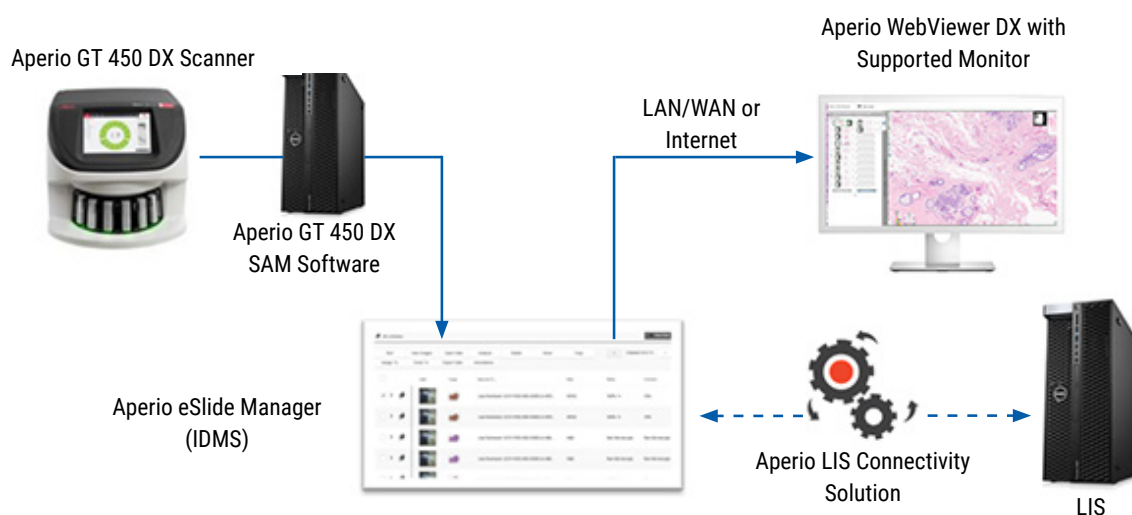 Aperio GT 450 DX Scanner
Aperio GT 450 DX
SAM Software
LAN/WAN or
Internet
Aperio WebViewer DX with
Supported Monitor
Aperio eSlide Manager
(IDMS)
Aperio LIS Connectivity
Solution
LIS